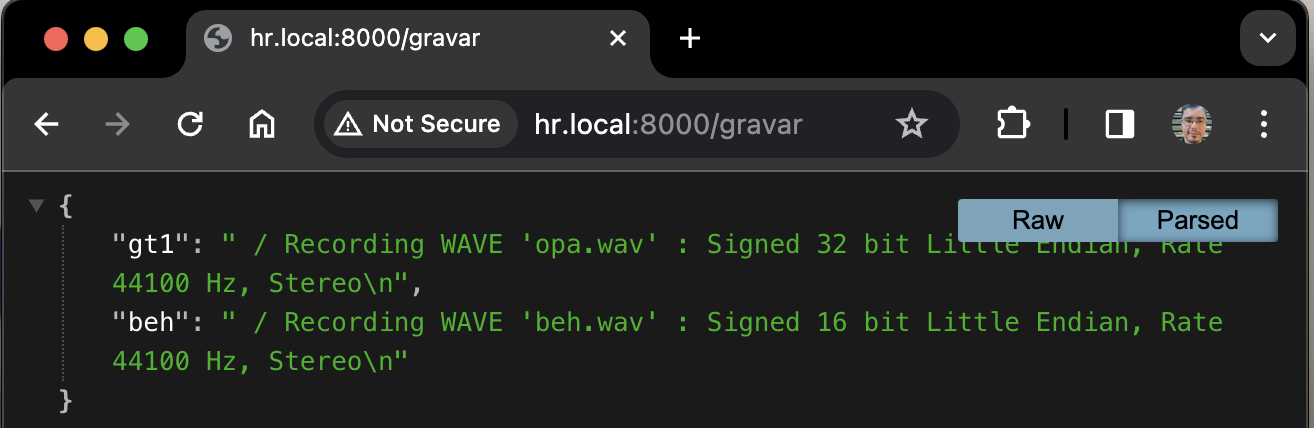 hr.local:8000/gravar
Not Secure hr.local:8000/gravar
{
Raw Parsed
"gt1": " / Recording WAVE 'opa.wav' : Signed 32 bit Little Endian, Rate
44100 Hz, Stereo\n",
"beh": " / Recording WAVE 'beh.wav' : Signed 16 bit Little Endian, Rate
44100 Hz, Stereo\n"
}